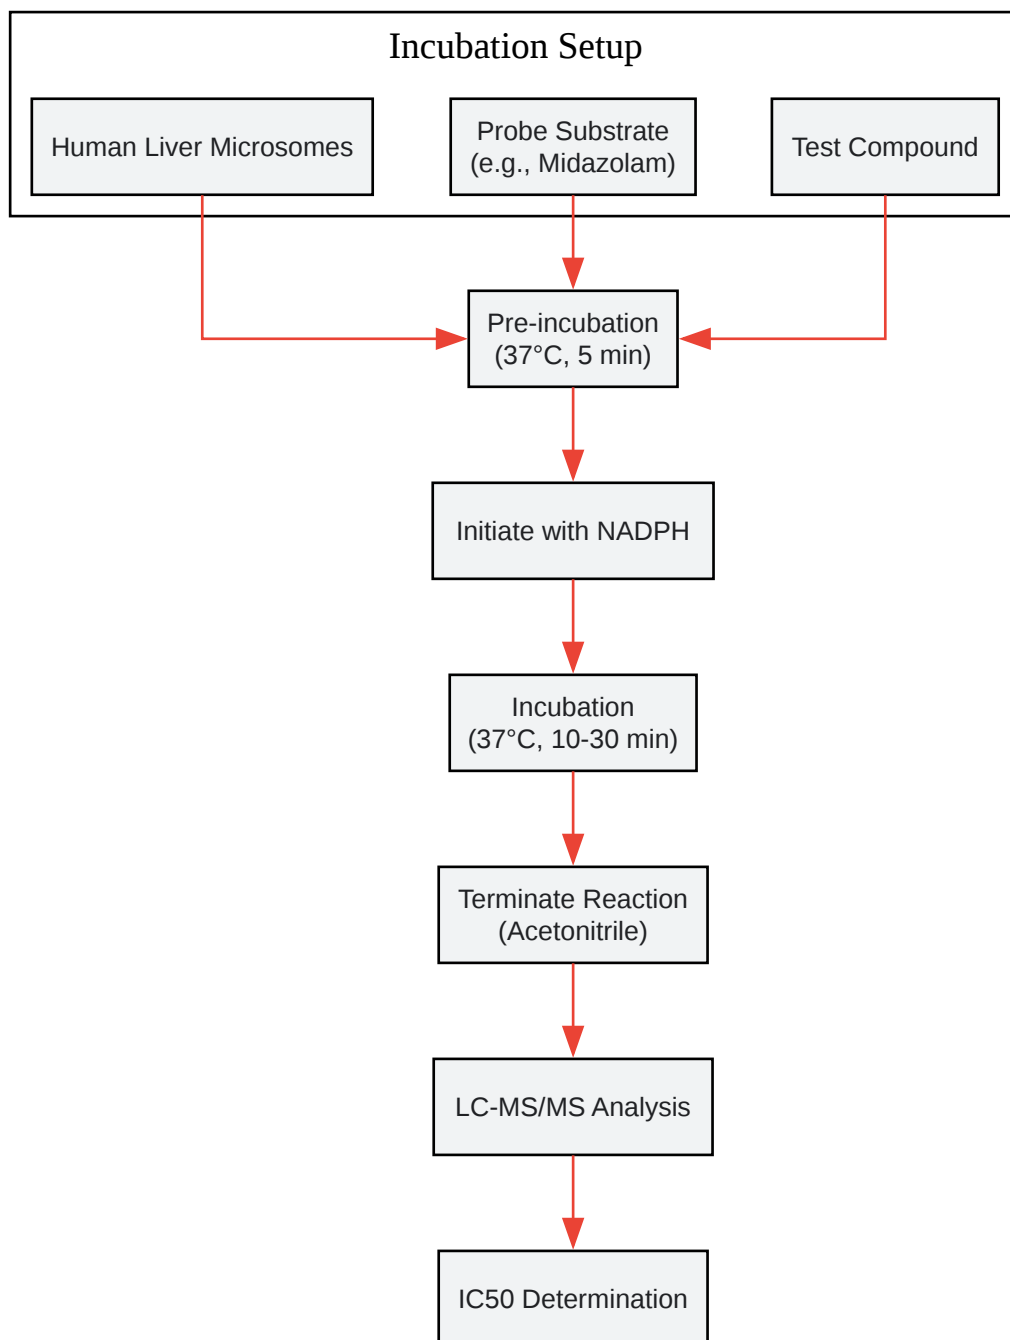 Incubation Setup
Human Liver Microsomes
Probe Substrate
(e.g., Midazolam)
Test Compound
Pre-incubation
(37°C, 5 min)
Initiate with NADPH
Incubation
(37°C, 10-30 min)
Terminate Reaction
(Acetonitrile)
LC-MS/MS Analysis
IC50 Determination